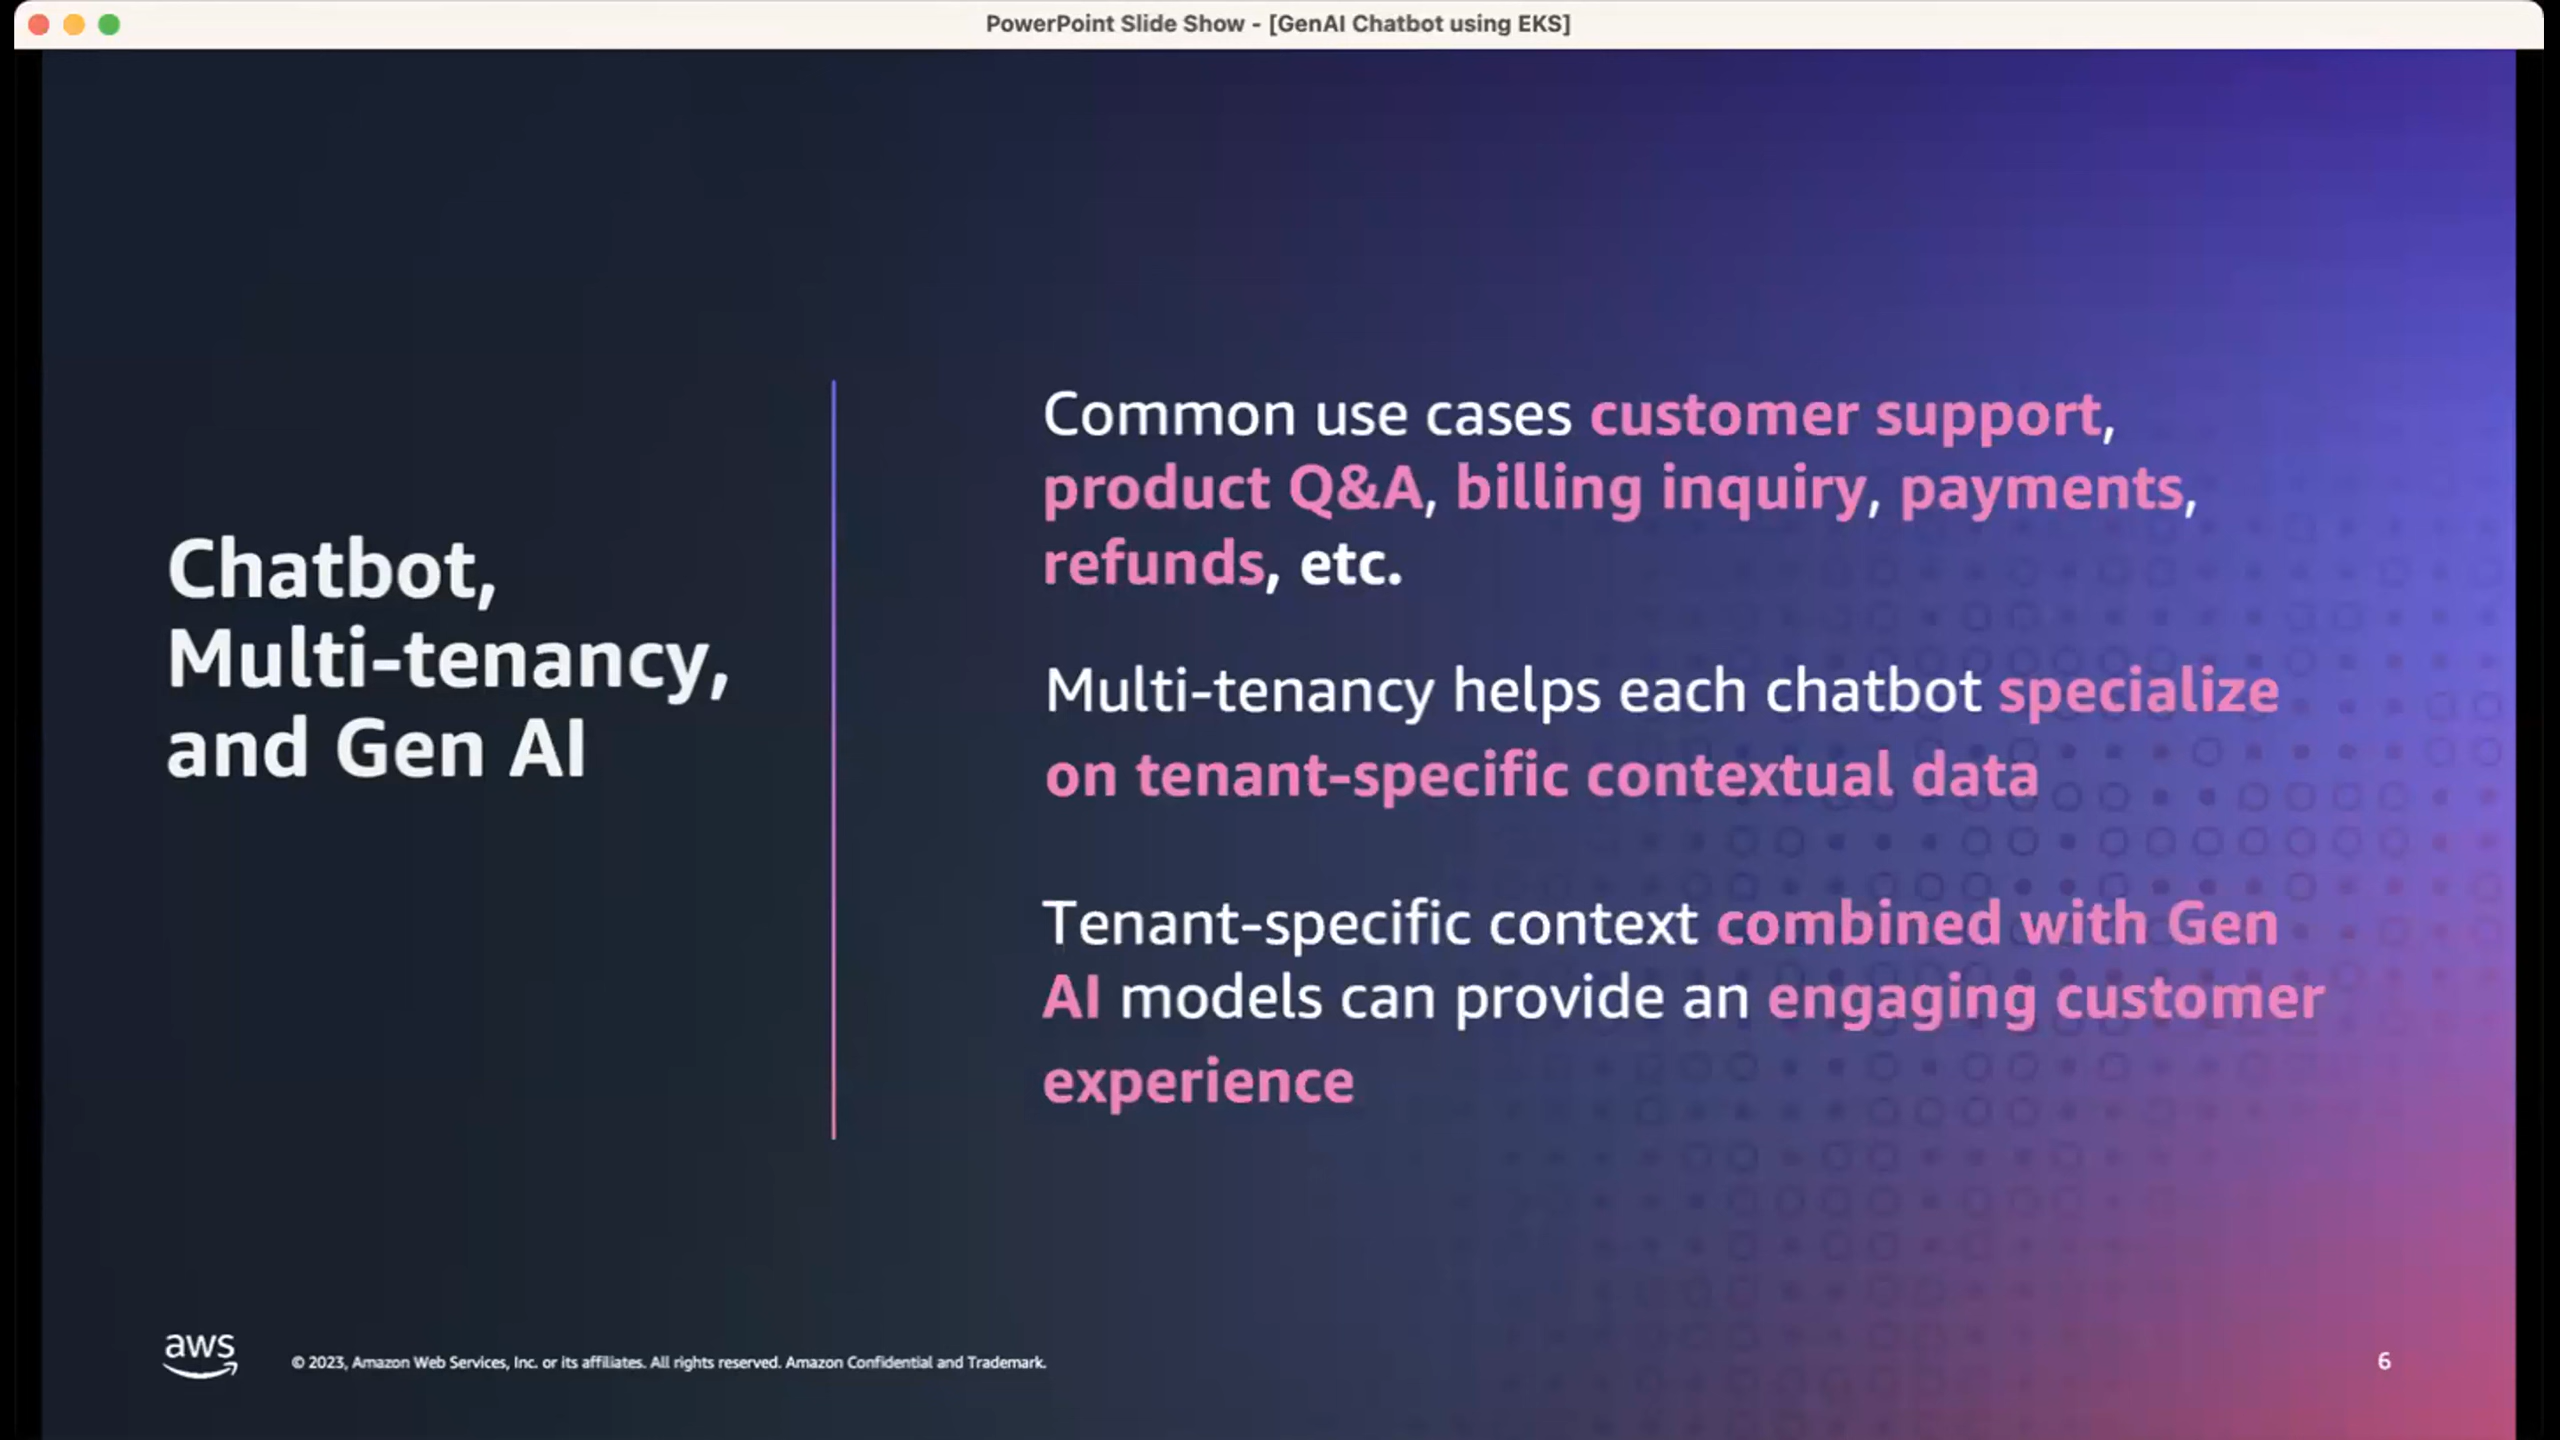 PowerPoint Slide Show - [GenAI Chatbot using EKS]
Chatbot,
Multi-tenancy,
and Gen AI
Common use cases customer support,
product Q&A, billing inquiry, payments,
refunds, etc.
Multi-tenancy helps each chatbot specialize
on tenant-specific contextual data
Tenant-specific context combined with Gen
AI models can provide an engaging customer
experience
aws
© 2023, Amazon Web Services, Inc. or its affiliates. All rights reserved. Amazon Confidential and Trademark.
6